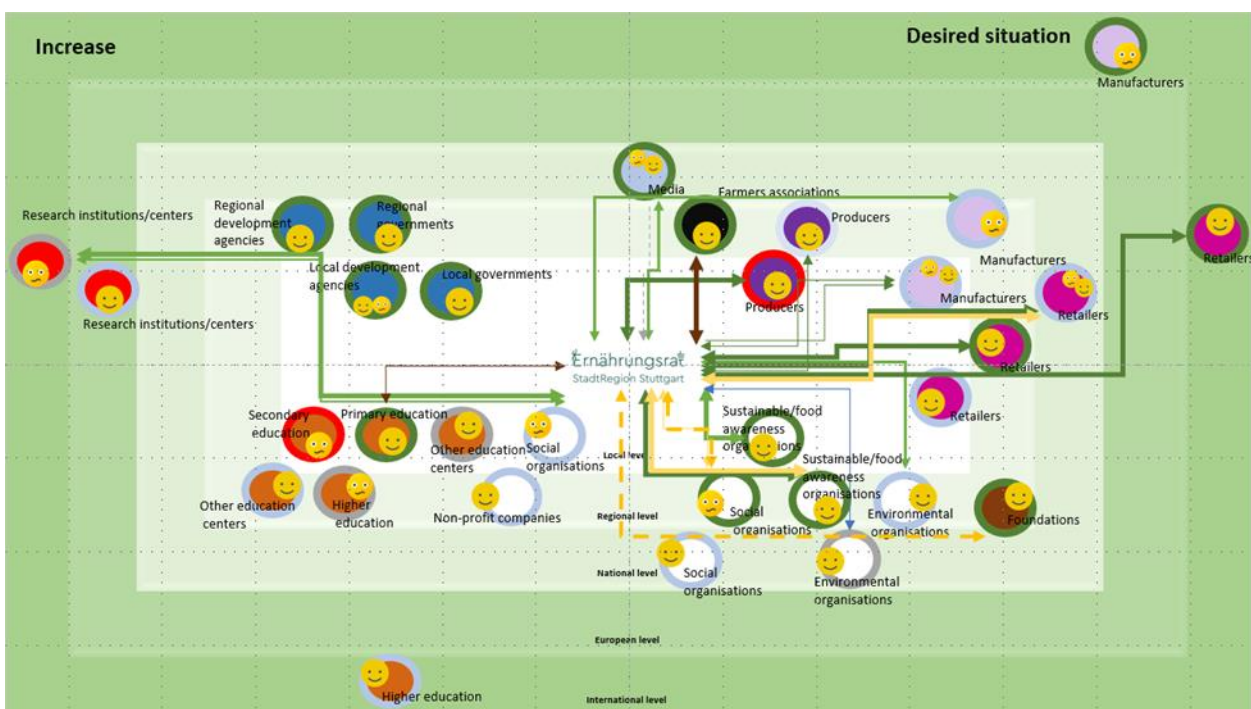 Increase
Desired situation
Manufacturers
Media
Farmers associations
Research institutions/centers
Regional
development
agencies
Regional
governments
Producers
Manufacturers
Retailers
Local development
agencies
Local governments
Research institutions/centers
Producers
Manufacturers
Retailers
Ernährungsrat
StadtRegion Stuttgart
Retailers
Retailers
Secondary
education
Primary education
Other education
centers
Social
organisations
Local level
Sustainable/food
awareness
organisations
Sustainable/food
awareness
organisations
Other education
centers
Higher
education
Non-profit companies
Regional level
Social
organisations
Environmental
organisations
Foundations
National level
Social
organisations
Environmental
organisations
European level
Higher education
International level